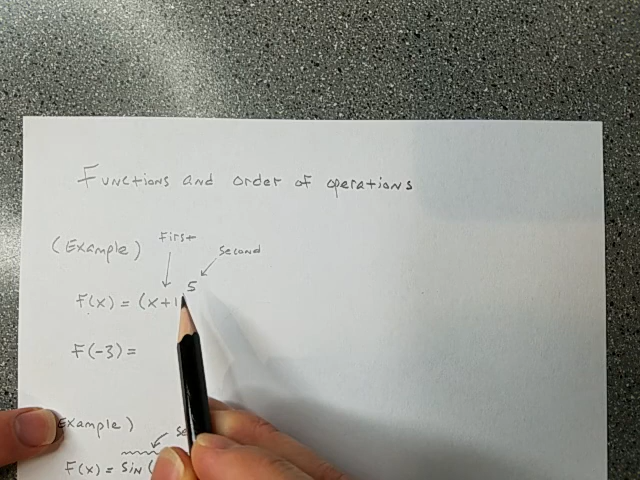 Functions and order of operations
(Example) First
second
F(x) = (x+1 5
F(-3) =
Example)
F(x) = sin (